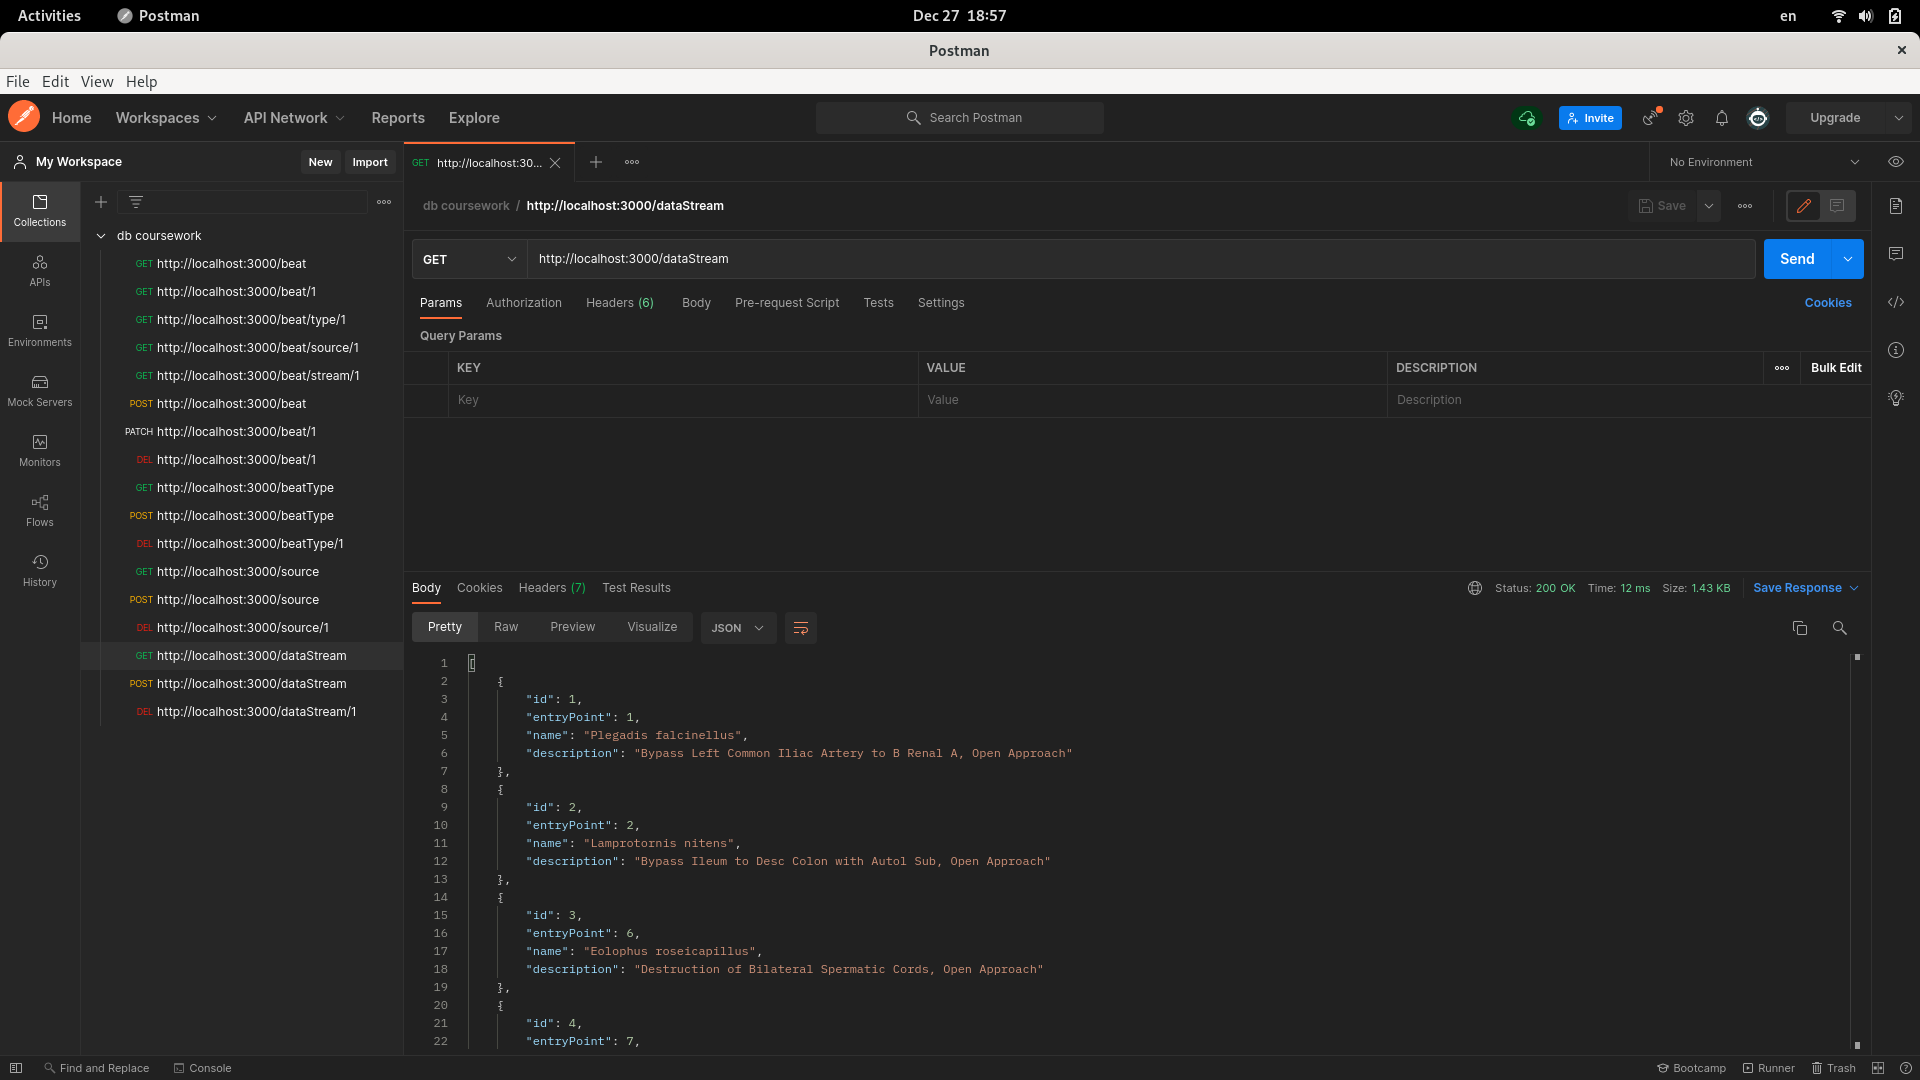 Activities Postman Dec 27 18:57 en
Postman
File Edit View Help
Home Workspaces API Network Reports Explore Search Postman Invite Upgrade
My Workspace New Import GET http://localhost:30... No Environment
Collections
APIs
Environments
Mock Servers
Monitors
Flows
History
db coursework
GET http://localhost:3000/beat
GET http://localhost:3000/beat/1
GET http://localhost:3000/beat/type/1
GET http://localhost:3000/beat/source/1
GET http://localhost:3000/beat/stream/1
POST http://localhost:3000/beat
PATCH http://localhost:3000/beat/1
DEL http://localhost:3000/beat/1
GET http://localhost:3000/beatType
POST http://localhost:3000/beatType
DEL http://localhost:3000/beatType/1
GET http://localhost:3000/source
POST http://localhost:3000/source
DEL http://localhost:3000/source/1
GET http://localhost:3000/dataStream
POST http://localhost:3000/dataStream
DEL http://localhost:3000/dataStream/1
db coursework / http://localhost:3000/dataStream Save
GET http://localhost:3000/dataStream Send
Params Authorization Headers (6) Body Pre-request Script Tests Settings Cookies
Query Params
KEY VALUE DESCRIPTION Bulk Edit
Key Value Description
Body Cookies Headers (7) Test Results Status: 200 OK Time: 12 ms Size: 1.43 KB Save Response
Pretty Raw Preview Visualize JSON
1 [
2 {
3 "id": 1,
4 "entryPoint": 1,
5 "name": "Plegadis falcinellus",
6 "description": "Bypass Left Common Iliac Artery to B Renal A, Open Approach"
7 },
8 {
9 "id": 2,
10 "entryPoint": 2,
11 "name": "Lamprotornis nitens",
12 "description": "Bypass Ileum to Desc Colon with Autol Sub, Open Approach"
13 },
14 {
15 "id": 3,
16 "entryPoint": 6,
17 "name": "Eolophus roseicapillus",
18 "description": "Destruction of Bilateral Spermatic Cords, Open Approach"
19 },
20 {
21 "id": 4,
22 "entryPoint": 7,
Find and Replace Console Bootcamp Runner Trash